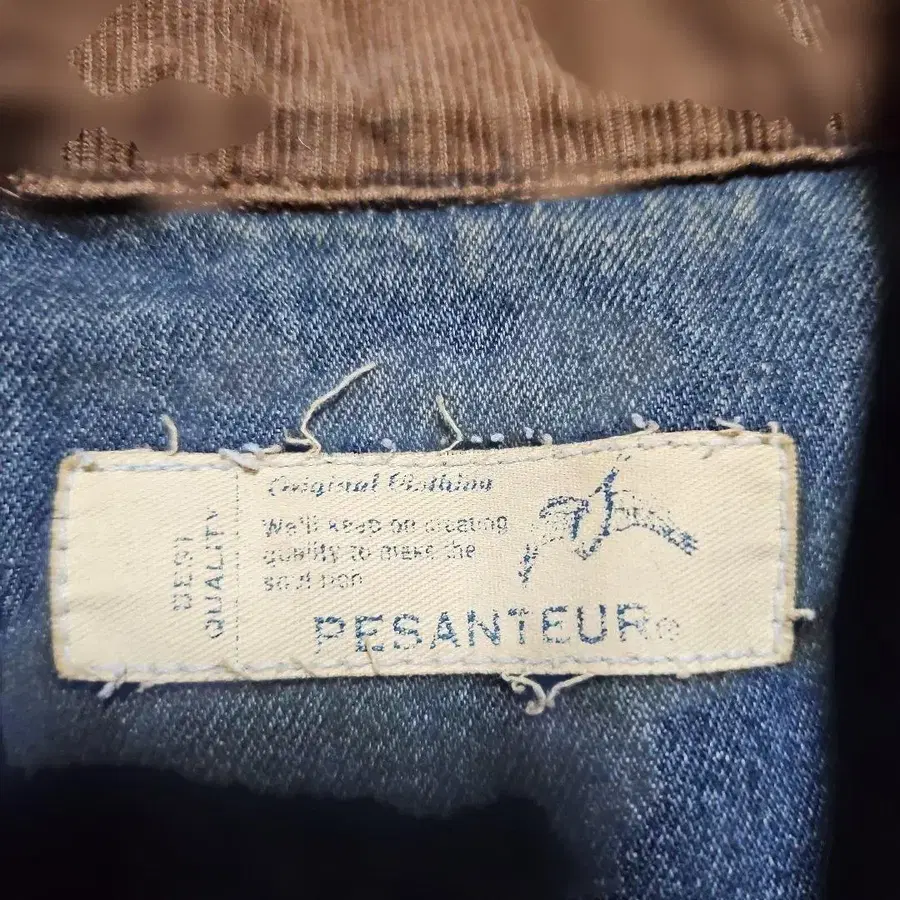 BEST
QUALITY
Original Clothing
We'll keep on creating
quality to make the
PESANTEUR®